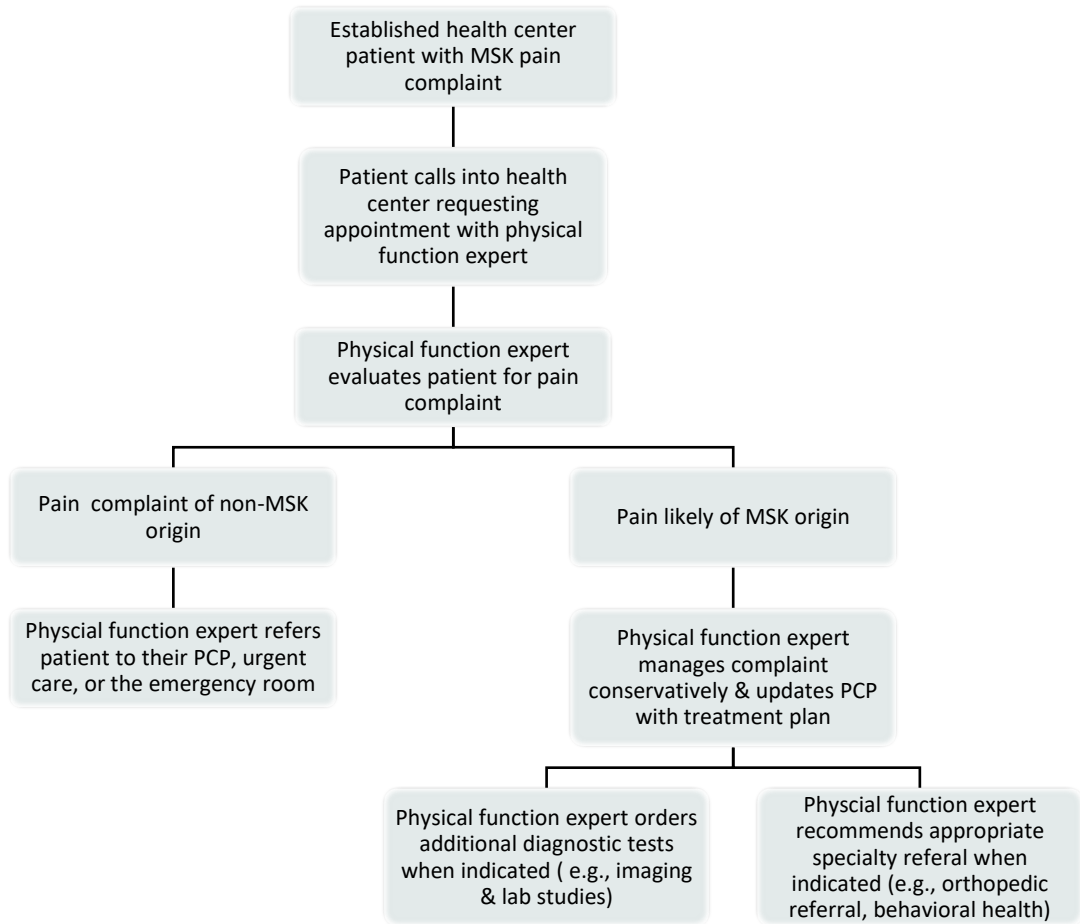 Established health center
patient with MSK pain
complaint
Patient calls into health
center requesting
appointment with physical
function expert
Physical function expert
evaluates patient for pain
complaint
Pain complaint of non-MSK
origin
Pain likely of MSK origin
Physcial function expert refers
patient to their PCP, urgent
care, or the emergency room
Physical function expert
manages complaint
conservatively & updates PCP
with treatment plan
Physical function expert orders
additional diagnostic tests
when indicated ( e.g., imaging
& lab studies)
Physcial function expert
recommends appropriate
specialty referal when
indicated (e.g., orthopedic
referral, behavioral health)